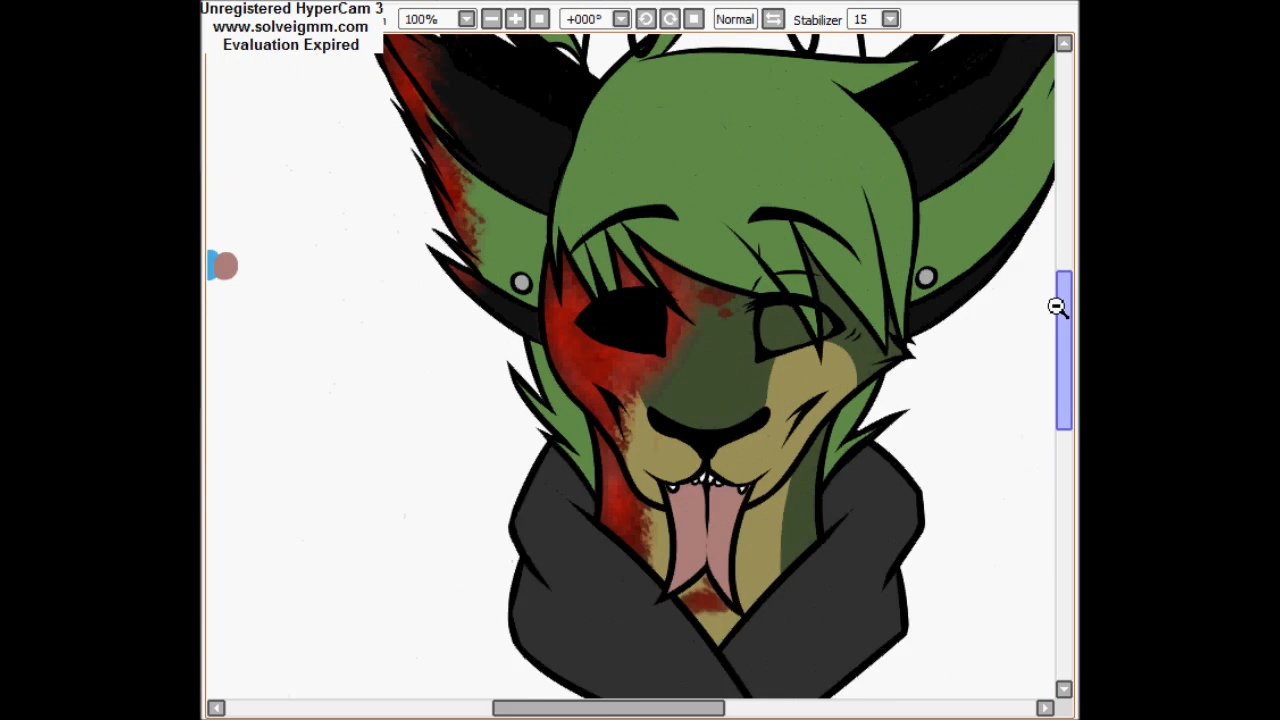 Unregistered HyperCam 3
www.solveigmm.com
Evaluation Expired
100%
+000°
Normal
Stabilizer
15